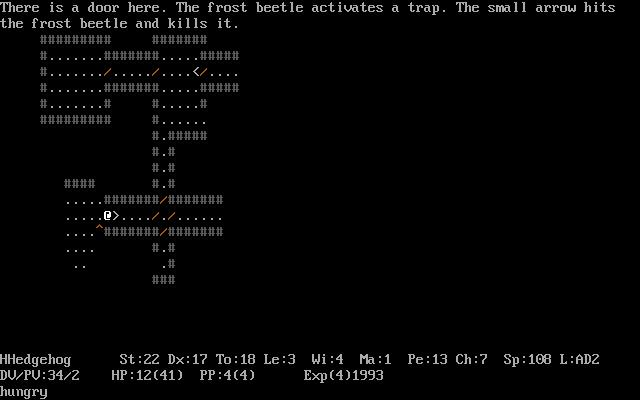 There is a door here. The frost beetle activates a trap. The small arrow hits
the frost beetle and kills it.
HHedgehog St:22 Dx:17 To:18 Le:3 Wi:4 Ma:1 Pe:13 Ch:7 Sp:108 L:AD2
DV/PV:34/2 HP:12(41) PP:4(4) Exp(4)1993
hungry